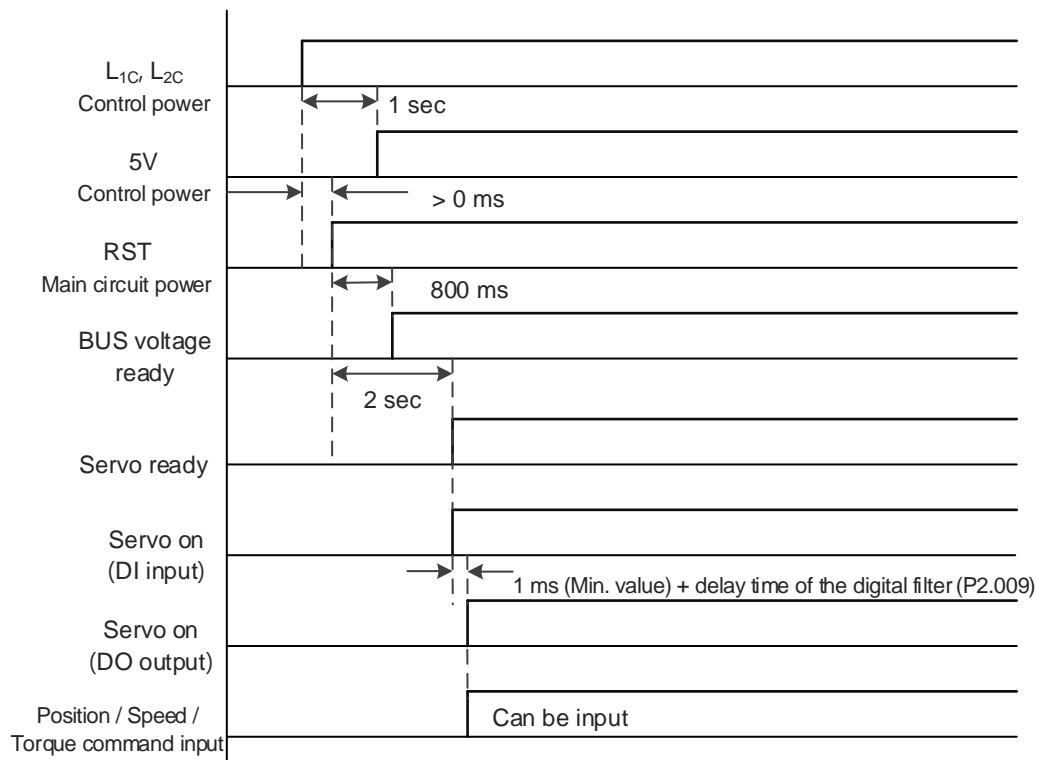 L1C, L2C
Control power
1 sec
5V
Control power
> 0 ms
RST
Main circuit power
800 ms
BUS voltage
ready
2 sec
Servo ready
Servo on
(DI input)
1 ms (Min. value) + delay time of the digital filter (P2.009)
Servo on
(DO output)
Position / Speed /
Torque command input
Can be input